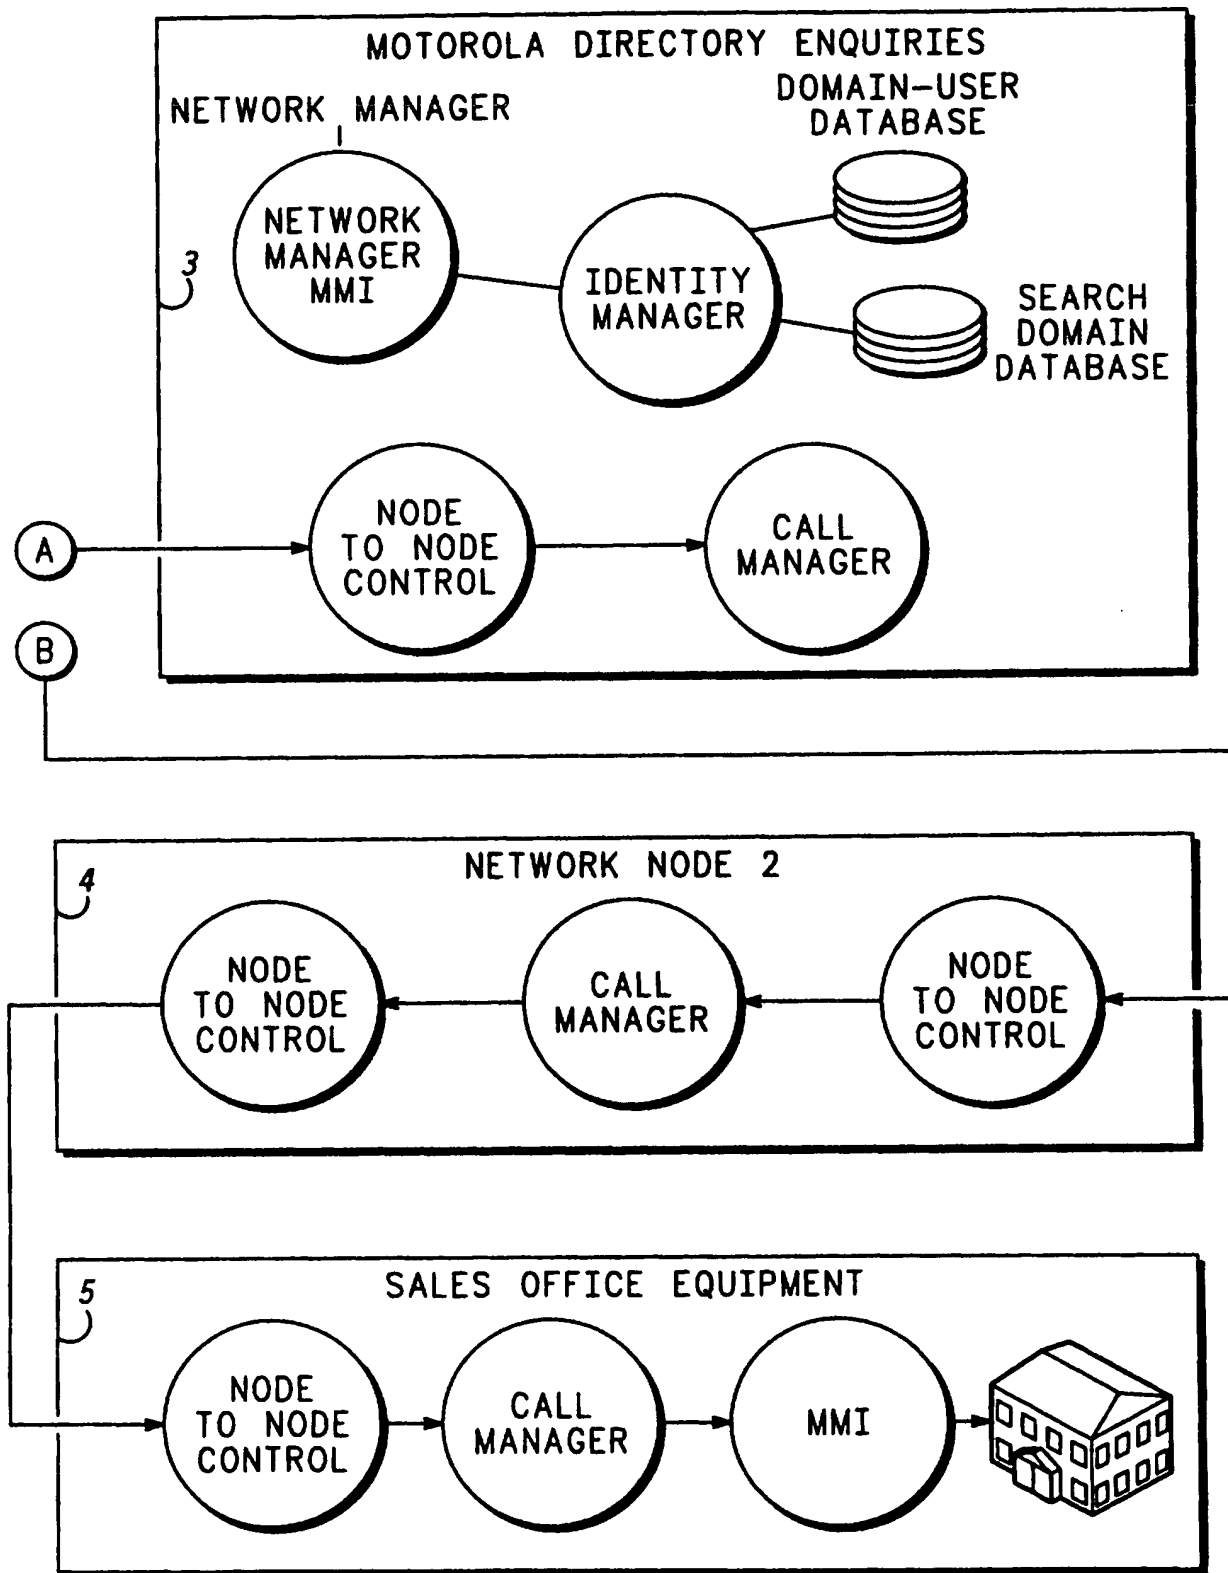 MOTOROLA DIRECTORY ENQUIRIES
NETWORK MANAGER
DOMAIN-USER
DATABASE
NETWORK
MANAGER
MMI
IDENTITY
MANAGER
SEARCH
DOMAIN
DATABASE
3
A
NODE
TO NODE
CONTROL
CALL
MANAGER
B
NETWORK NODE 2
4
NODE
TO NODE
CONTROL
CALL
MANAGER
NODE
TO NODE
CONTROL
SALES OFFICE EQUIPMENT
5
NODE
TO NODE
CONTROL
CALL
MANAGER
MMI